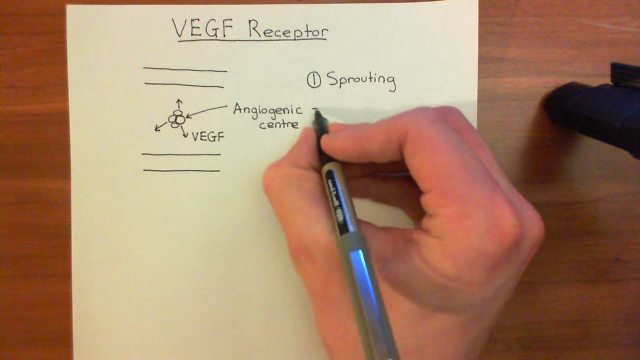 VEGF Receptor
① Sprouting
Angiogenic
centre
VEGF